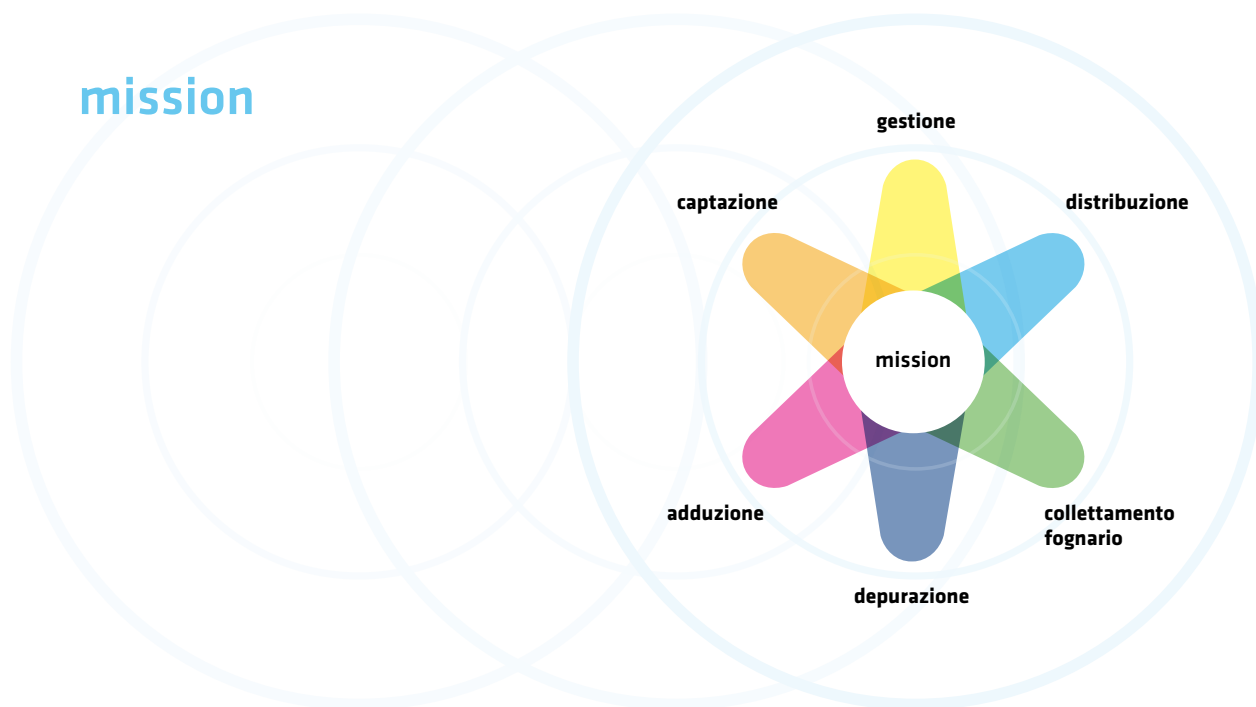 mission
gestione
captazione
distribuzione
mission
adduzione
collettamento
fognario
depurazione